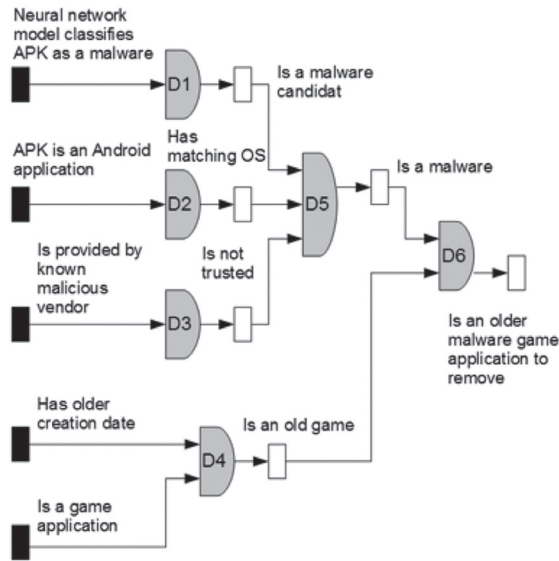 Neural network
model classifies
APK as a malware
D1
Is a malware
candidat
APK is an Android
application
Has
matching OS
D2
D5
Is a malware
Is provided by
known
malicious
vendor
Is not
trusted
D3
D6
Is an older
malware game
application to
remove
Has older
creation date
Is an old game
D4
Is a game
application